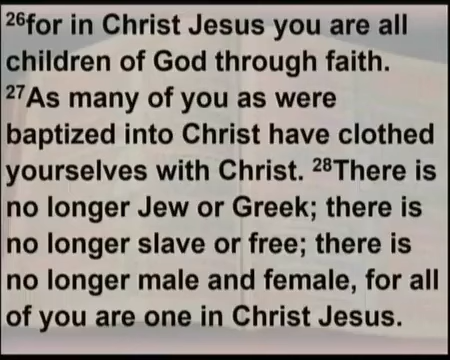 ²⁶for in Christ Jesus you are all
children of God through faith.
²⁷As many of you as were
baptized into Christ have clothed
yourselves with Christ. ²⁸There is
no longer Jew or Greek; there is
no longer slave or free; there is
no longer male and female, for all
of you are one in Christ Jesus.